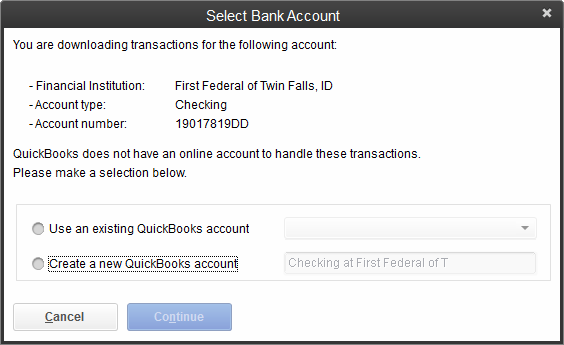 Select Bank Account
You are downloading transactions for the following account:
- Financial Institution: First Federal of Twin Falls, ID
- Account type: Checking
- Account number: 19017819DD
QuickBooks does not have an online account to handle these transactions.
Please make a selection below.
Use an existing QuickBooks account
Create a new QuickBooks account Checking at First Federal of T
Cancel Continue